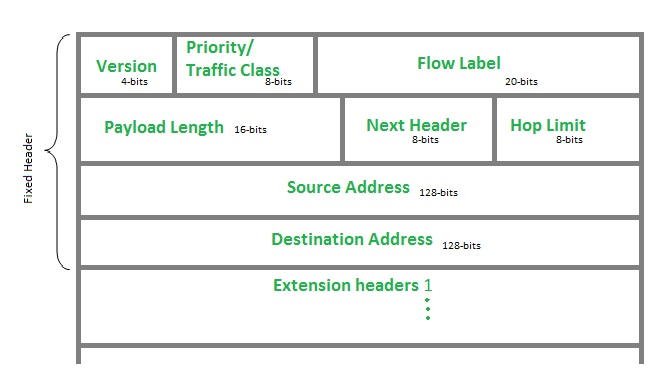 Fixed Header
Version
4-bits
Priority/
Traffic Class
8-bits
Flow Label
20-bits
Payload Length 16-bits
Next Header
8-bits
Hop Limit
8-bits
Source Address 128-bits
Destination Address 128-bits
Extension headers 1